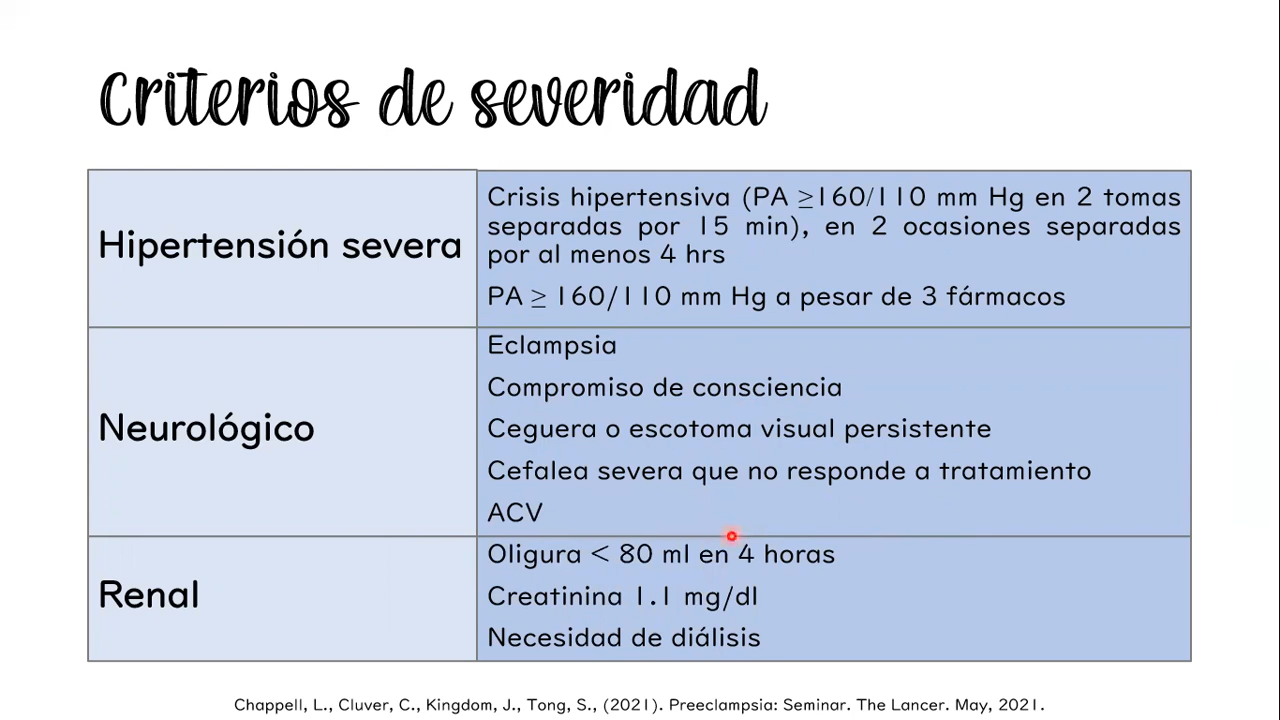 Criterios de severidad
Hipertensión severa
Crisis hipertensiva (PA ≥160/110 mm Hg en 2 tomas
separadas por 15 min), en 2 ocasiones separadas
por al menos 4 hrs
PA ≥ 160/110 mm Hg a pesar de 3 fármacos
Neurológico
Eclampsia
Compromiso de consciencia
Ceguera o escotoma visual persistente
Cefalea severa que no responde a tratamiento
ACV
Renal
Oligura < 80 ml en 4 horas
Creatinina 1.1 mg/dl
Necesidad de diálisis
Chappell, L., Cluver, C., Kingdom, J., Tong, S., (2021). Preeclampsia: Seminar. The Lancer. May, 2021.